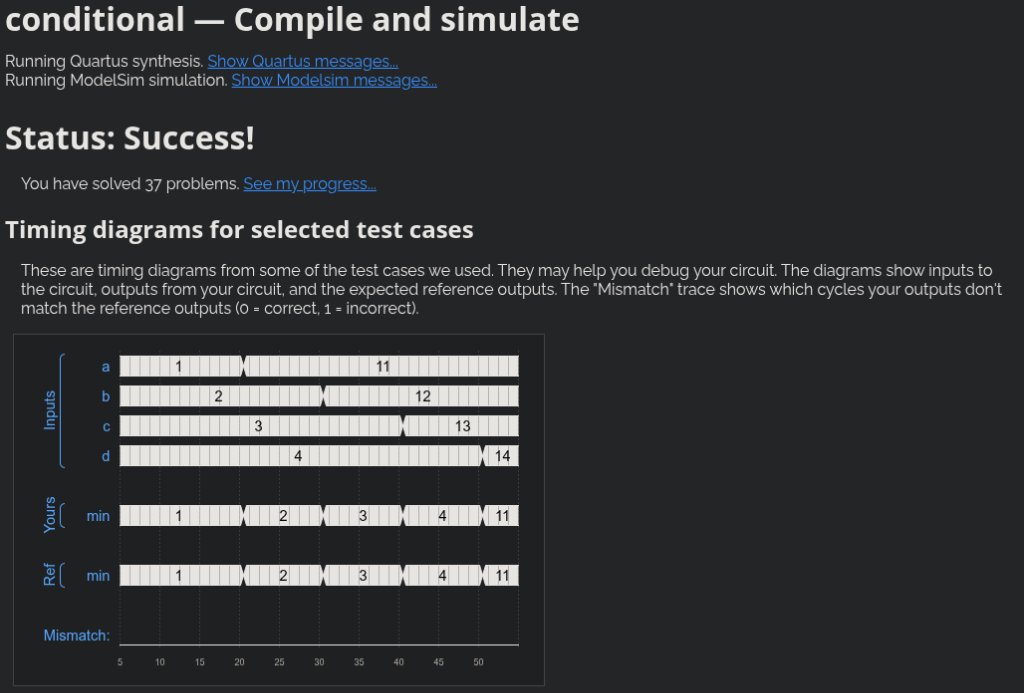 conditional — Compile and simulate
Running Quartus synthesis. Show Quartus messages...
Running ModelSim simulation. Show Modelsim messages...
Status: Success!
You have solved 37 problems. See my progress...
Timing diagrams for selected test cases
These are timing diagrams from some of the test cases we used. They may help you debug your circuit. The diagrams show inputs to
the circuit, outputs from your circuit, and the expected reference outputs. The "Mismatch" trace shows which cycles your outputs don't
match the reference outputs (0 = correct, 1 = incorrect).
Inputs
a 1 11
b 2 12
c 3 13
d 4 14
Yours
min 1 2 3 4 11
Ref
min 1 2 3 4 11
Mismatch:
5 10 15 20 25 30 35 40 45 50